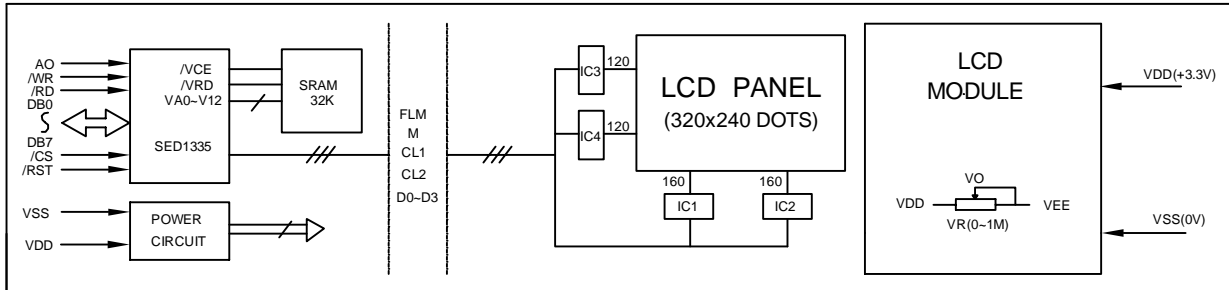 AO
/WR
/RD
DB0
DB7
/CS
/RST
/VCE
/VRD
VA0~V12
SED1335
SRAM
32K
VSS
VDD
POWER
CIRCUIT
FLM
M
CL1
CL2
D0~D3
IC3
120
IC4
120
LCD PANEL
(320x240 DOTS)
160
160
IC1
IC2
LCD
MODULE
VDD(+3.3V)
VO
VDD
VEE
VR(0~1M)
VSS(0V)